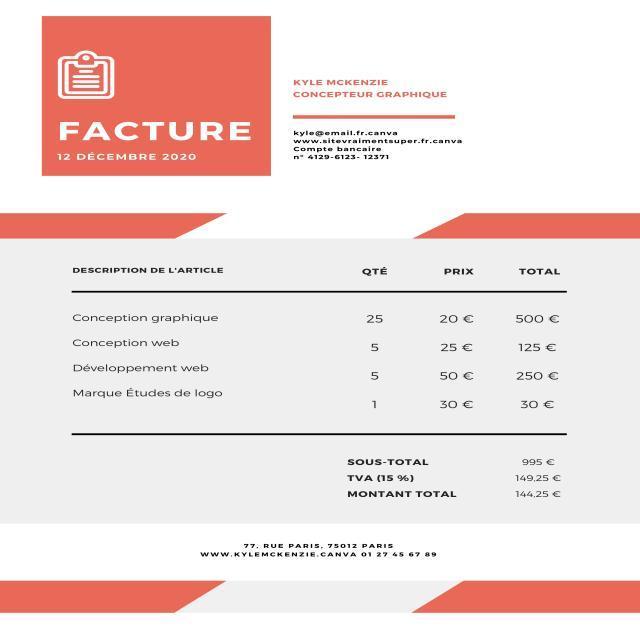 FACTURE
12 DÉCEMBRE 2020
KYLE MCKENZIE
CONCEPTEUR GRAPHIQUE
kyle@email.fr.canva
www.sitevraimentsuper.fr.canva
Compte bancaire
n° 4129-6123- 12371
DESCRIPTION DE L'ARTICLE QTÉ PRIX TOTAL
Conception graphique 25 20 € 500 €
Conception web 5 25 € 125 €
Développement web 5 50 € 250 €
Marque Études de logo 1 30 € 30 €
SOUS-TOTAL 995 €
TVA (15 %) 149,25 €
MONTANT TOTAL 144,25 €
77, RUE PARIS, 75012 PARIS
WWW.KYLEMCKENZIE.CANVA 01 27 45 67 89